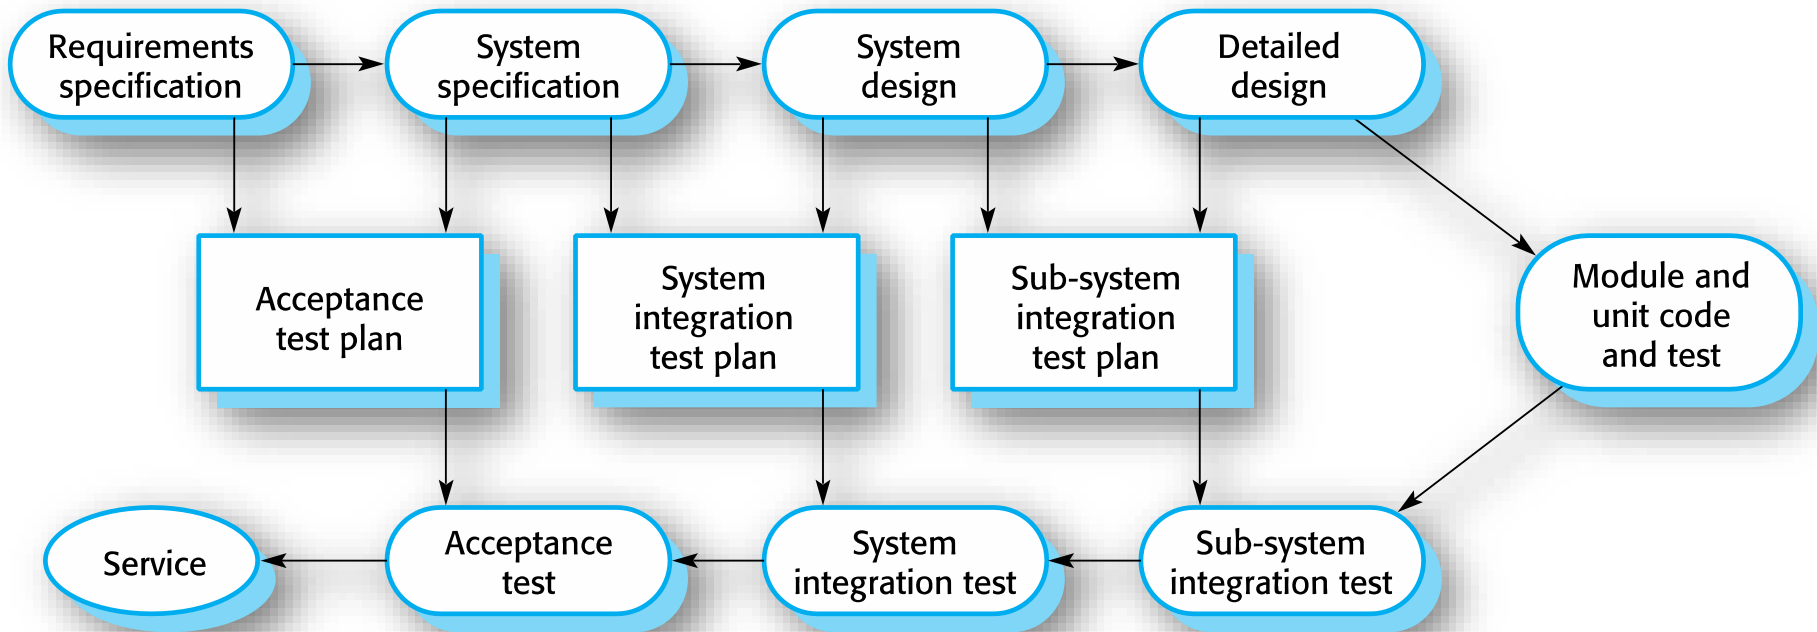 Requirements
specification
System
specification
System
design
Detailed
design
Acceptance
test plan
System
integration
test plan
Sub-system
integration
test plan
Module and
unit code
and test
Service
Acceptance
test
System
integration test
Sub-system
integration test